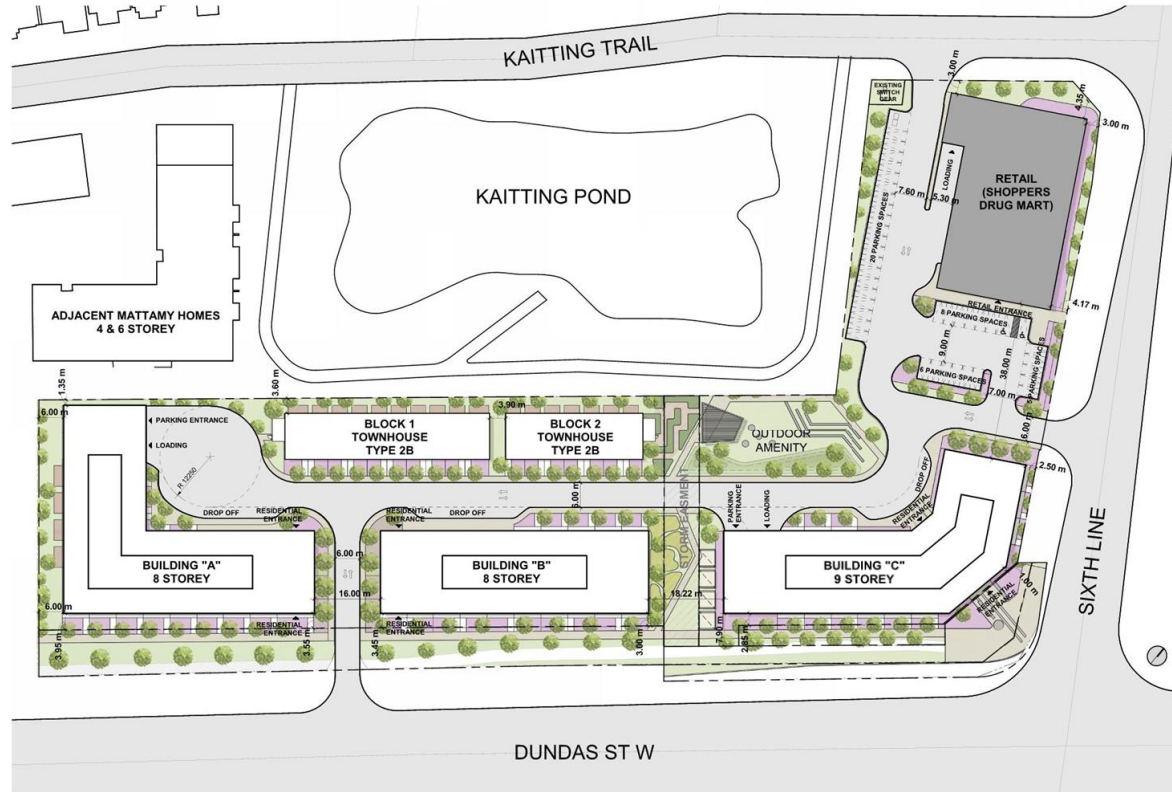 KAITTING TRAIL
3.00 m
EXISTING
SWITCH
GEAR
4.35 m
3.00 m
LOADING
RETAIL
(SHOPPERS
DRUG MART)
7.60 m
5.30 m
20 PARKING SPACES
KAITTING POND
RETAIL ENTRANCE
4.17 m
8 PARKING SPACES
9.00 m
38.00 m
6 PARKING SPACES
PARKING SPACES
7.00 m
ADJACENT MATTAMY HOMES
4 & 6 STOREY
1.35 m
3.60 m
6.00 m
3.90 m
6.00 m
PARKING ENTRANCE
LOADING
BLOCK 1
TOWNHOUSE
TYPE 2B
BLOCK 2
TOWNHOUSE
TYPE 2B
OUTDOOR
AMENITY
2.50 m
R 12250
6.00 m
STORM EASMENT
PARKING
ENTRANCE
LOADING
DROP OFF
RESIDENTIAL
ENTRANCE
DROP OFF
RESIDENTIAL
ENTRANCE
RESIDENTIAL
ENTRANCE
DROP OFF
BUILDING "A"
8 STOREY
6.00 m
BUILDING "B"
8 STOREY
BUILDING "C"
9 STOREY
SIXTH LINE
6.00 m
16.00 m
18.22 m
7.00 m
RESIDENTIAL
ENTRANCE
RESIDENTIAL
ENTRANCE
RESIDENTIAL
ENTRANCE
3.95 m
3.55 m
3.45 m
3.00 m
7.90 m
2.85 m
DUNDAS ST W